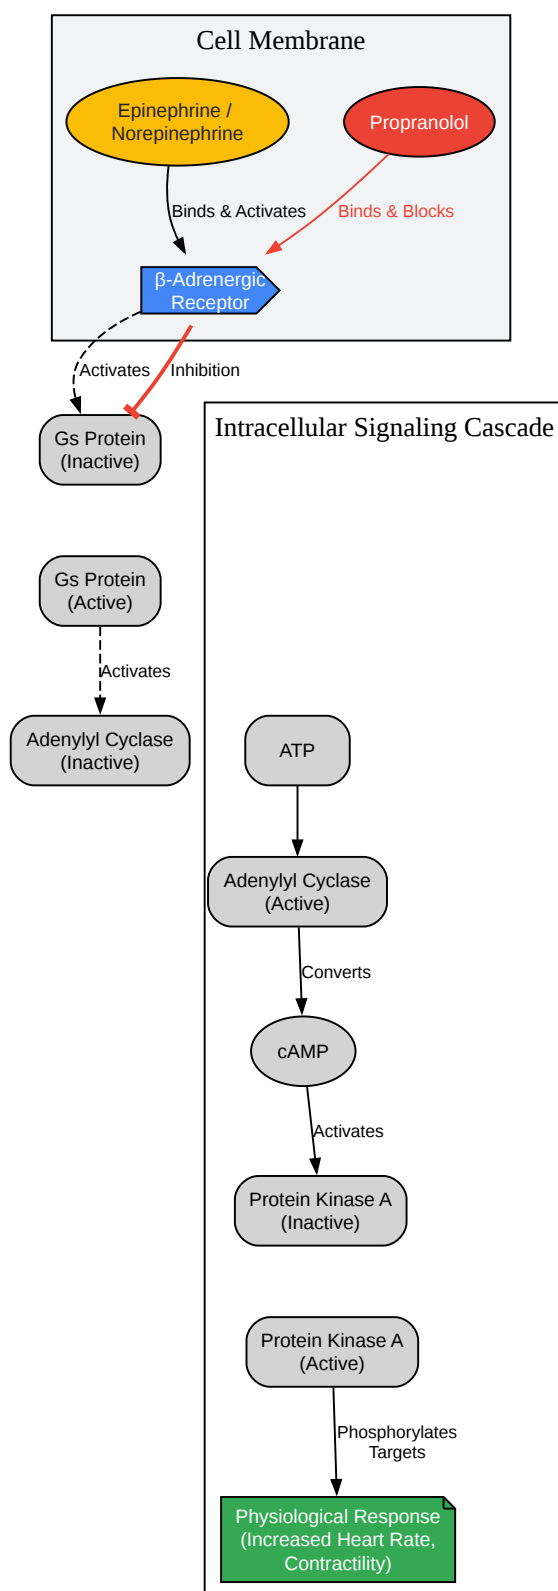 Cell Membrane
Epinephrine /
Norepinephrine
Propranolol
Binds & Activates
Binds & Blocks
β-Adrenergic
Receptor
Activates
Inhibition
Gs Protein
(Inactive)
Intracellular Signaling Cascade
Gs Protein
(Active)
Activates
Adenylyl Cyclase
(Inactive)
ATP
Adenylyl Cyclase
(Active)
Converts
cAMP
Activates
Protein Kinase A
(Inactive)
Protein Kinase A
(Active)
Phosphorylates
Targets
Physiological Response
(Increased Heart Rate,
Contractility)